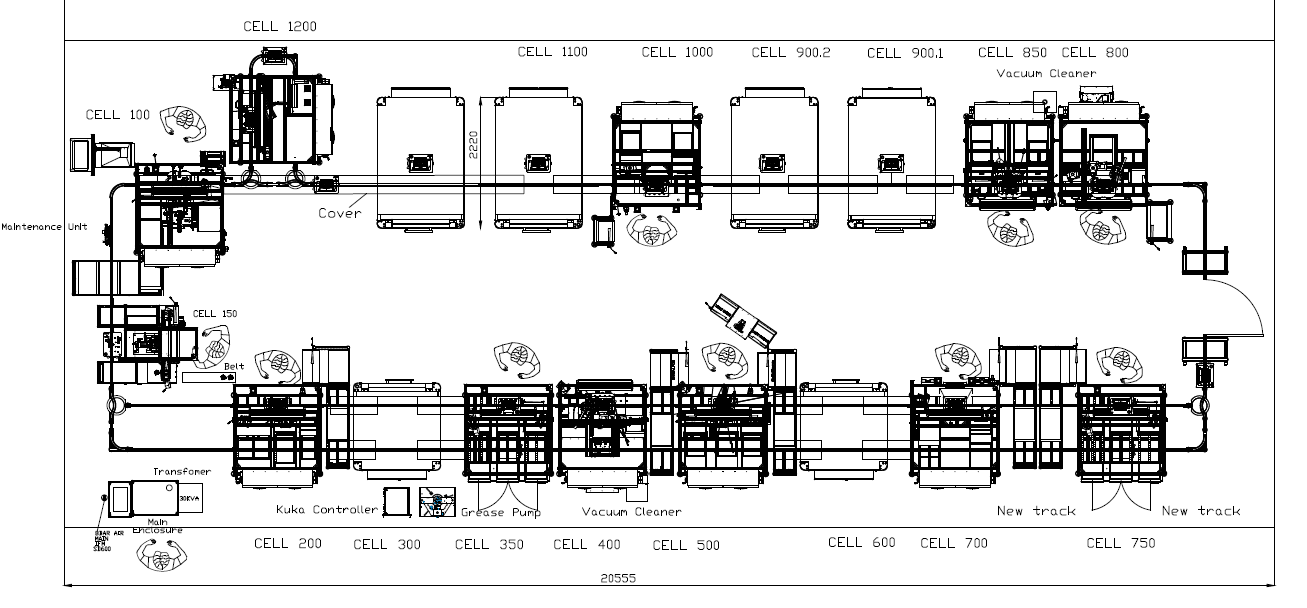 CELL 1200
CELL 1100
CELL 1000
CELL 900.2
CELL 900.1
CELL 850
CELL 800
Vacuum Cleaner
CELL 100
2220
Cover
Maintenance Unit
CELL 150
Belt
Transfomer
30KVA
Main
Enclosure
Kuka Controller
Grease Pump
Vacuum Cleaner
New track
New track
MAIN
CELL 200
CELL 300
CELL 350
CELL 400
CELL 500
CELL 600
CELL 700
CELL 750
20555